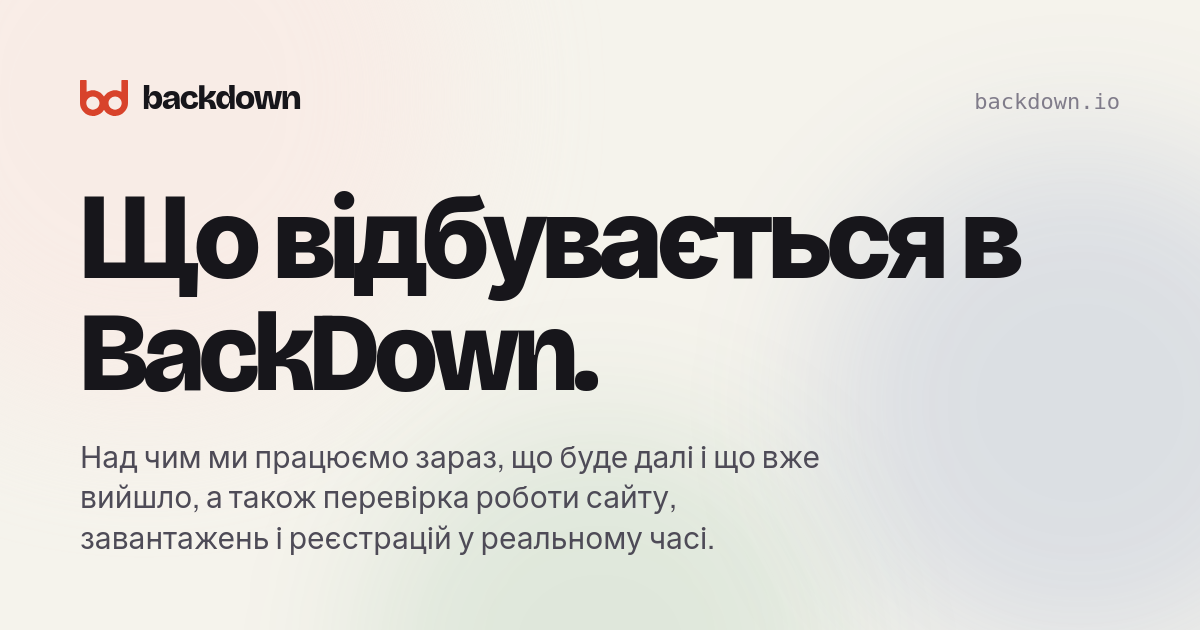 backdown
backdown.io
Що відбувається в
BackDown.
Над чим ми працюємо зараз, що буде далі і що вже
вийшло, а також перевірка роботи сайту,
завантажень і реєстрацій у реальному часі.